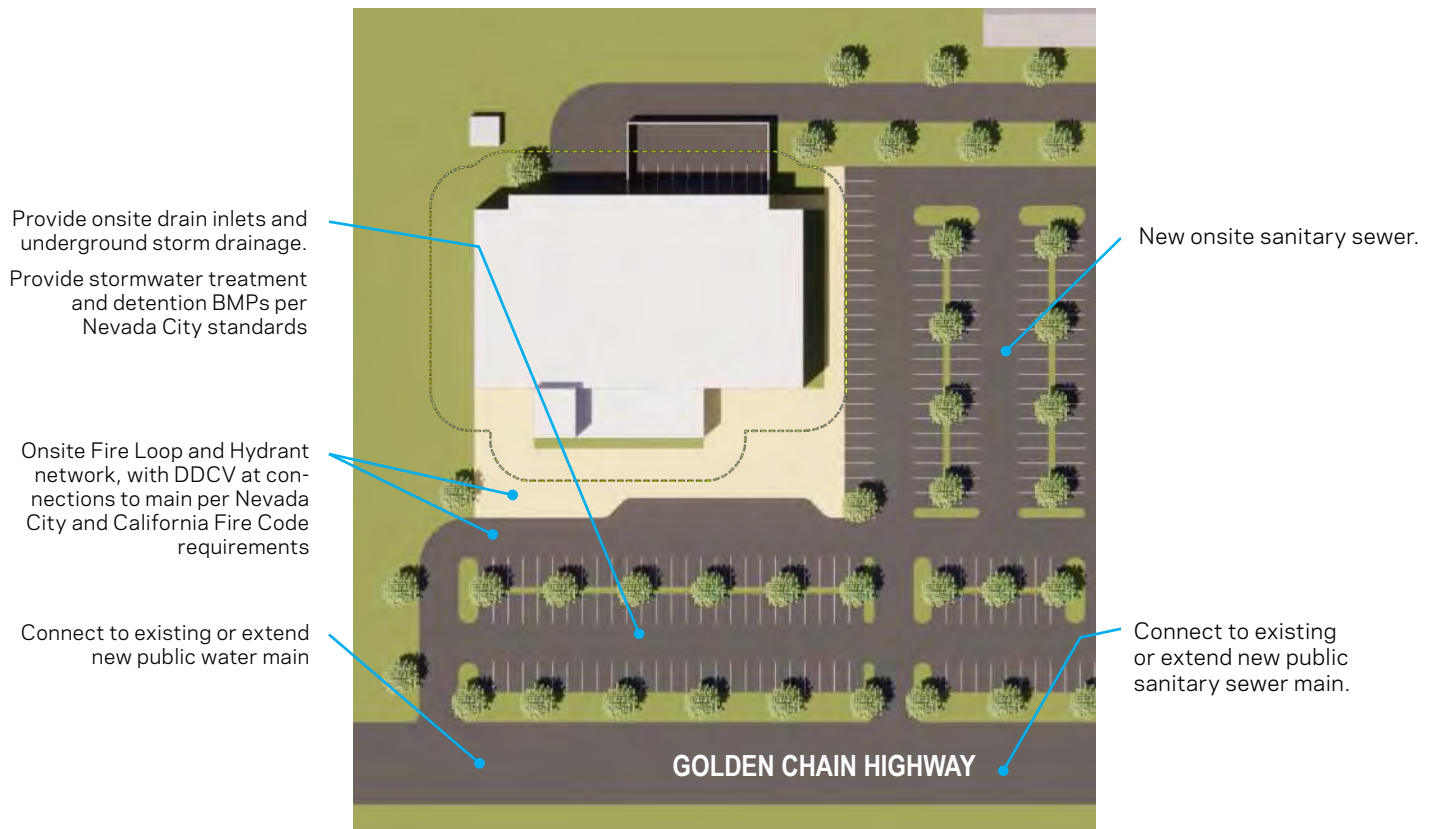 Provide onsite drain inlets and
underground storm drainage.
Provide stormwater treatment
and detention BMPs per
Nevada City standards
Onsite Fire Loop and Hydrant
network, with DDCV at con-
nections to main per Nevada
City and California Fire Code
requirements
Connect to existing or extend
new public water main
New onsite sanitary sewer.
Connect to existing
or extend new public
sanitary sewer main.
GOLDEN CHAIN HIGHWAY